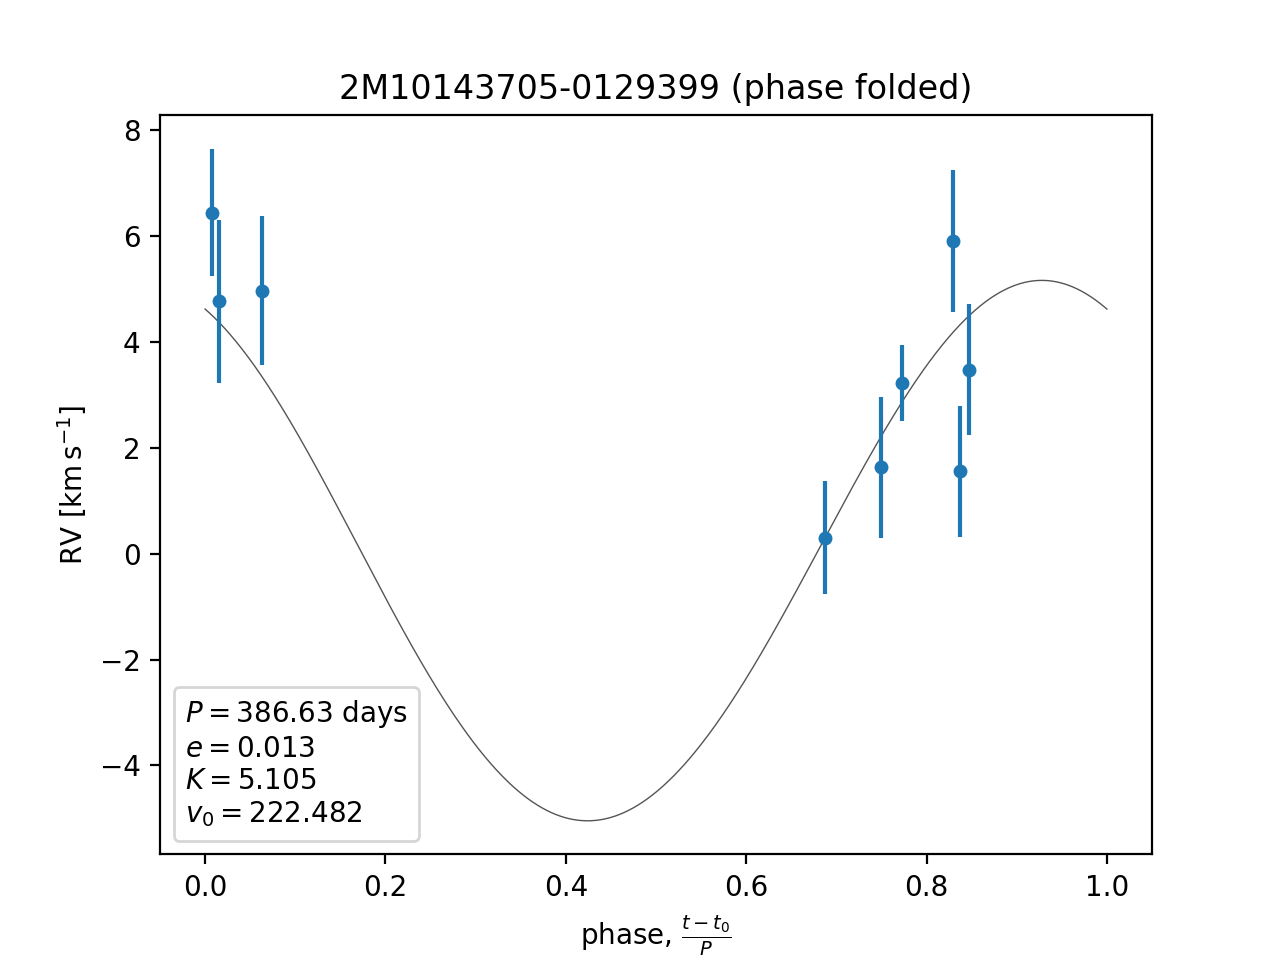 2M10143705-0129399 (phase folded)
8
6
4
2
0
−2
−4
RV [km s⁻¹]
P = 386.63 days
e = 0.013
K = 5.105
v₀ = 222.482
0.0 0.2 0.4 0.6 0.8 1.0
phase, (t − t₀)/P